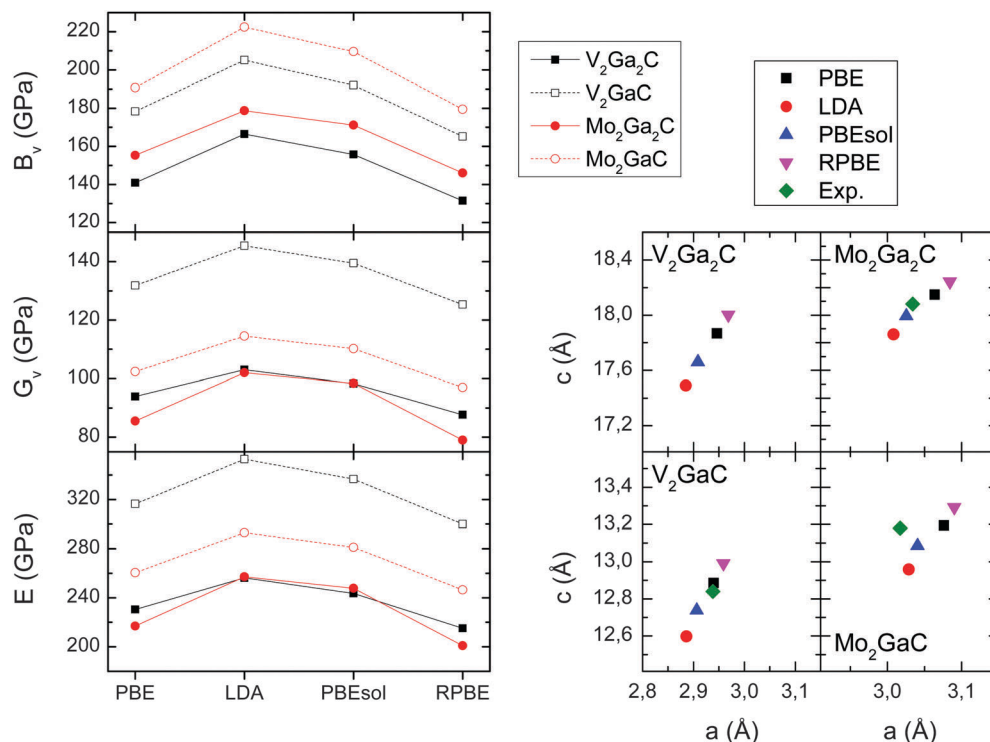 B_v (GPa)
220
200
180
160
140
120
G_v (GPa)
140
120
100
80
E (GPa)
320
280
240
200
PBE LDA PBEsol RPBE
V₂Ga₂C
V₂GaC
Mo₂Ga₂C
Mo₂GaC
PBE
LDA
PBEsol
RPBE
Exp.
V₂Ga₂C
Mo₂Ga₂C
c (Å)
18,4
18,0
17,6
17,2
V₂GaC
Mo₂GaC
c (Å)
13,4
13,2
13,0
12,8
12,6
2,8 2,9 3,0 3,1 3,0 3,1
a (Å) a (Å)